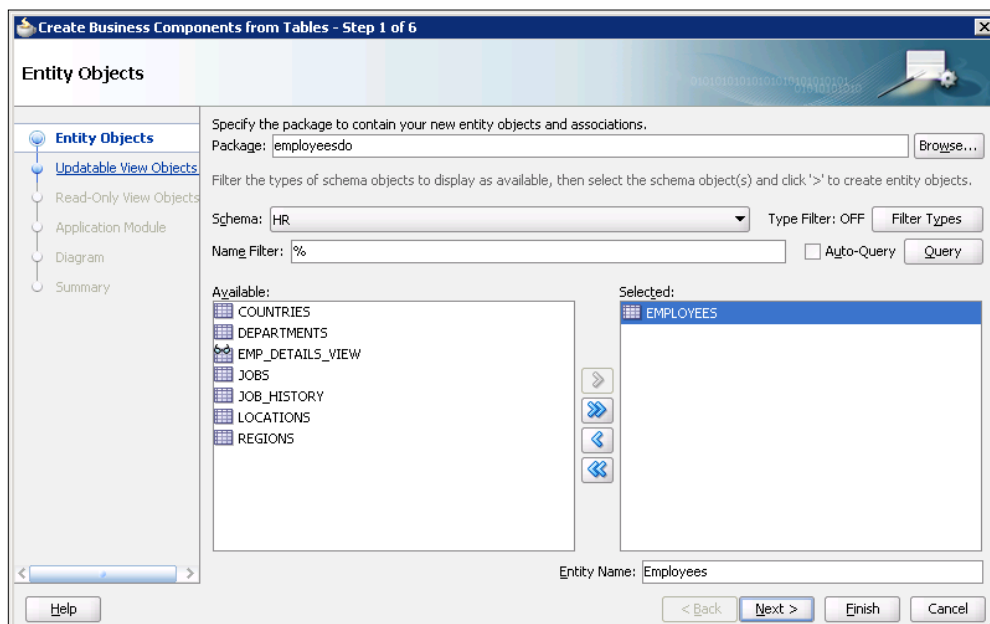 Create Business Components from Tables - Step 1 of 6
Entity Objects
Entity Objects
Updatable View Objects
Read-Only View Objects
Application Module
Diagram
Summary
Specify the package to contain your new entity objects and associations.
Package: employeesdo Browse...
Filter the types of schema objects to display as available, then select the schema object(s) and click '>' to create entity objects.
Schema: HR Type Filter: OFF Filter Types
Name Filter: % Auto-Query Query
Available: Selected:
COUNTRIES EMPLOYEES
DEPARTMENTS
EMP_DETAILS_VIEW
JOBS
JOB_HISTORY
LOCATIONS
REGIONS
Entity Name: Employees
Help < Back Next > Finish Cancel